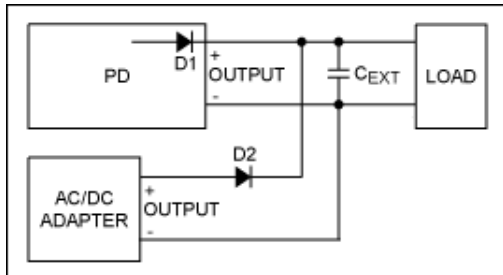 D1
PD
+
OUTPUT
-
CEXT
LOAD
D2
AC/DC
ADAPTER
+
OUTPUT
-